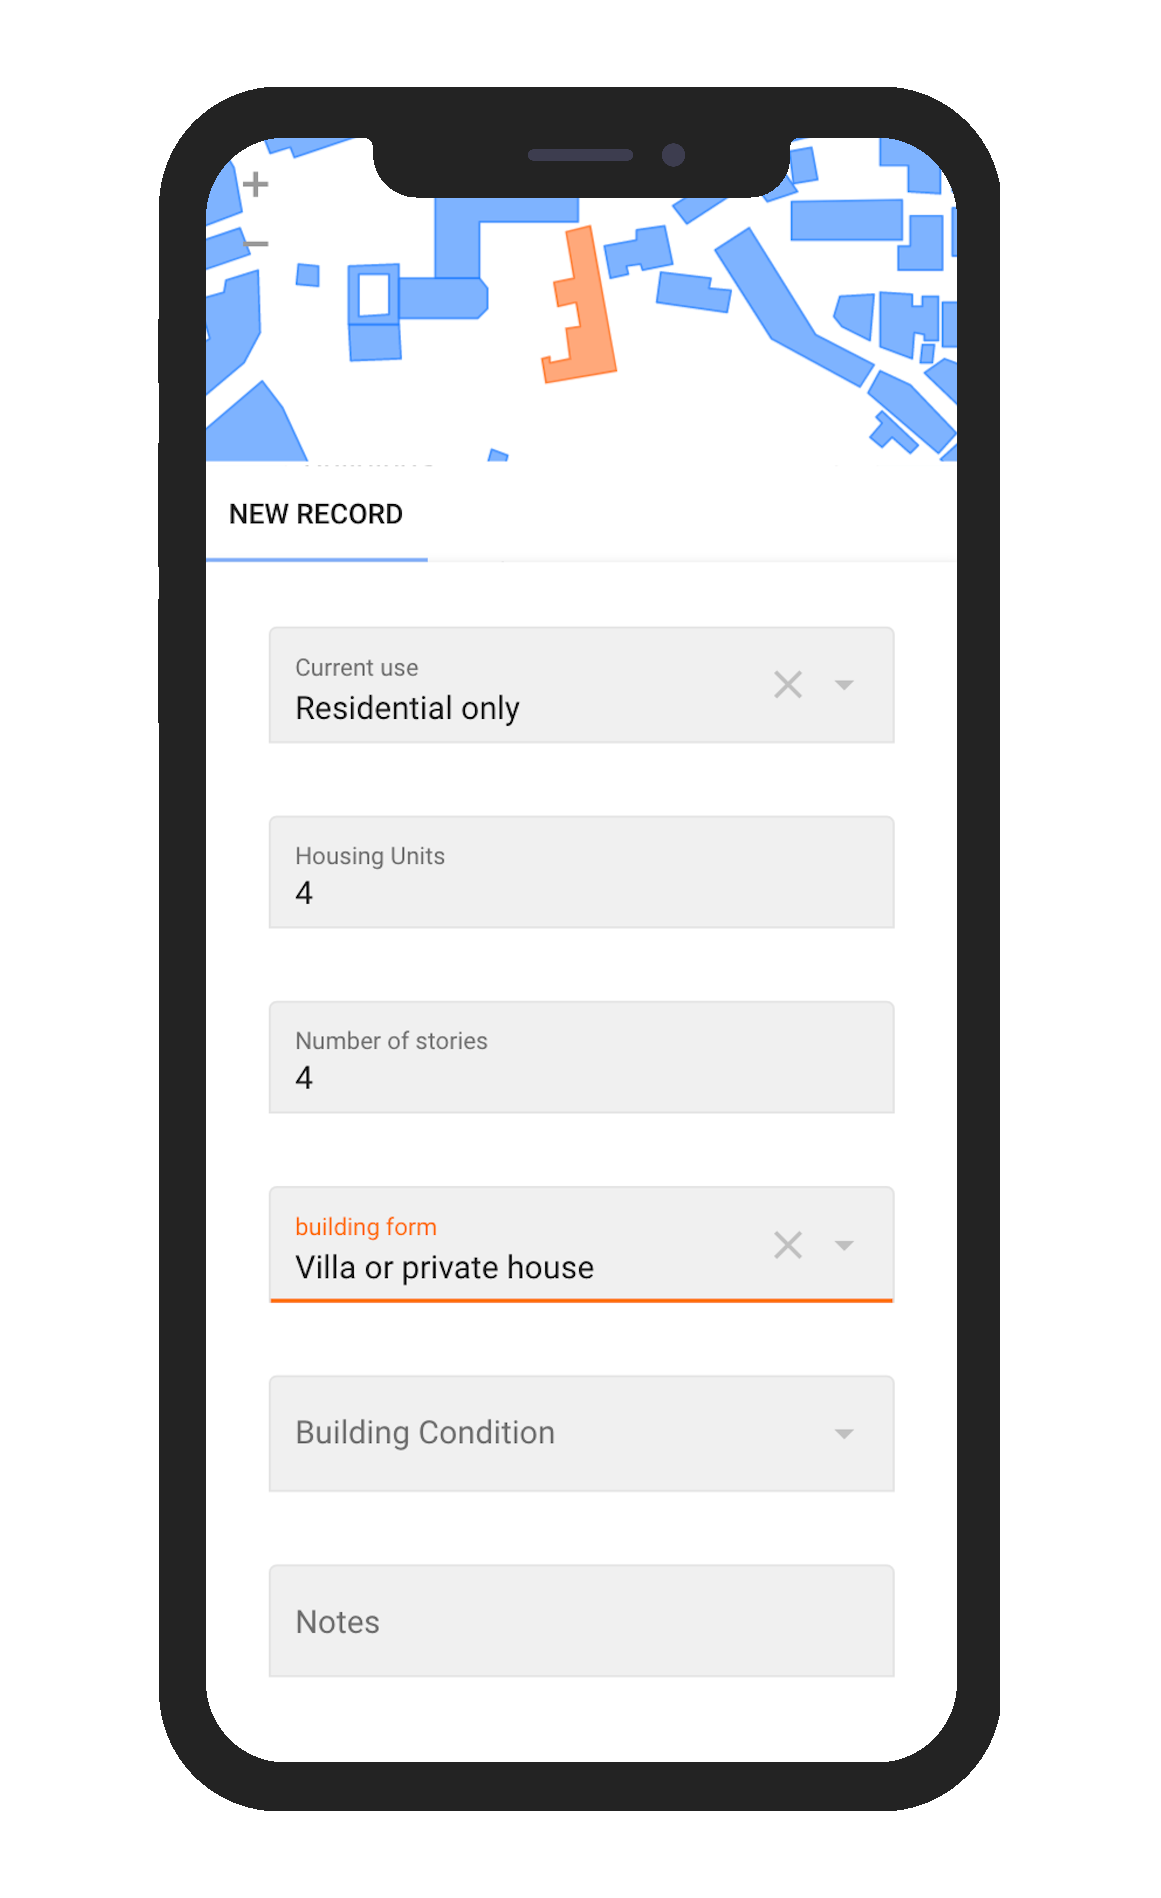 +
−
NEW RECORD
Current use
Residential only
Housing Units
4
Number of stories
4
building form
Villa or private house
Building Condition
Notes